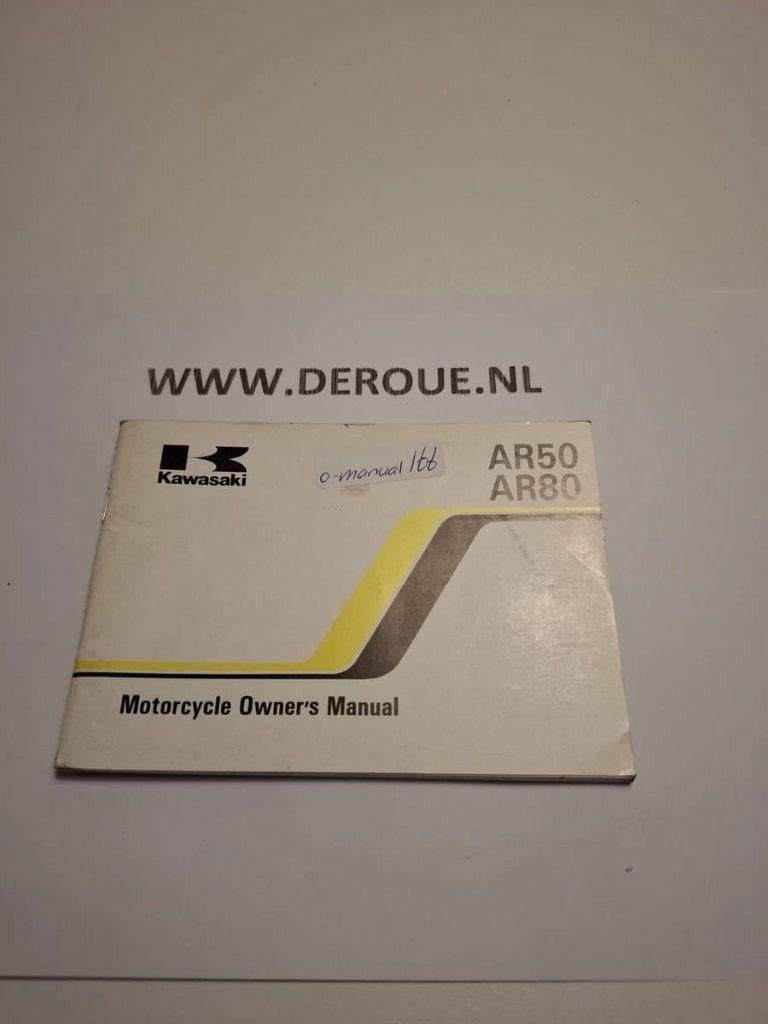 WWW.DEROUE.NL
Kawasaki
o-manual 166
AR50
AR80
Motorcycle Owner's Manual